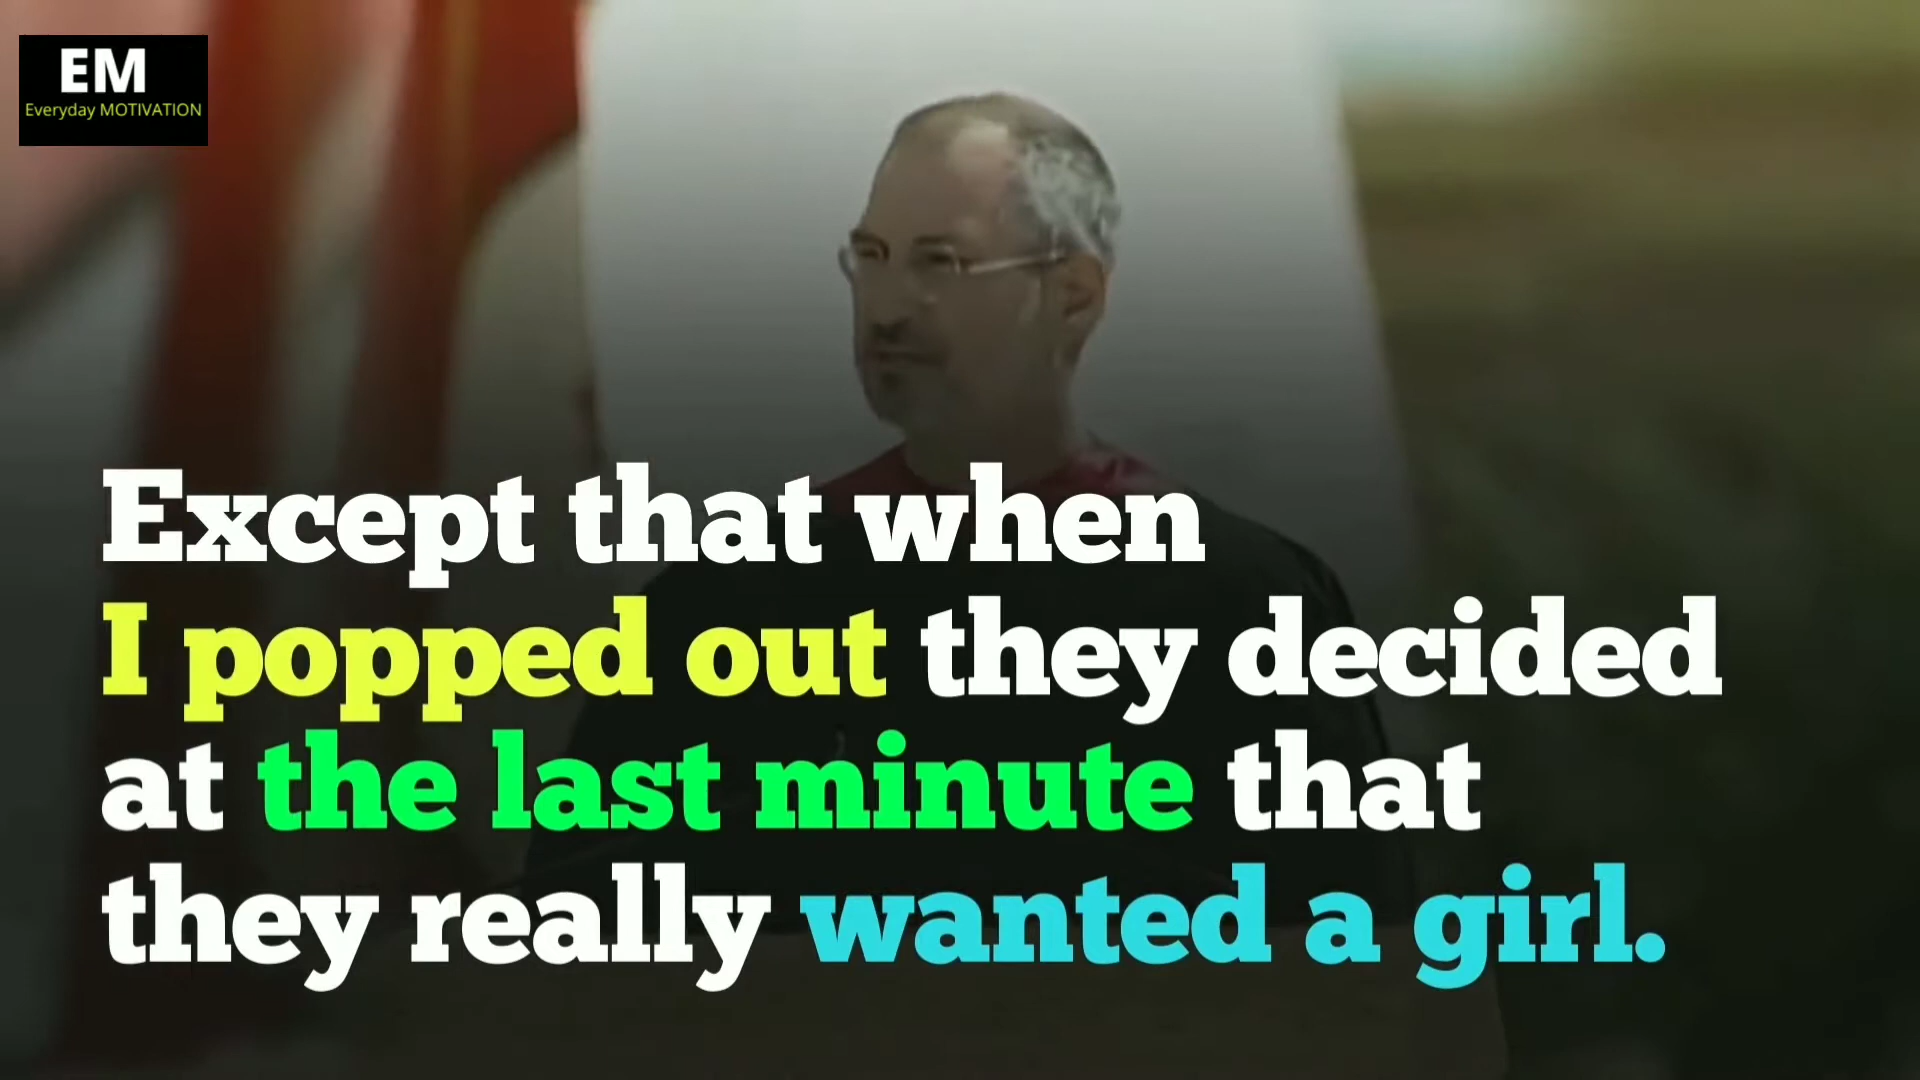 EM
Everyday MOTIVATION
Except that when
I popped out they decided
at the last minute that
they really wanted a girl.